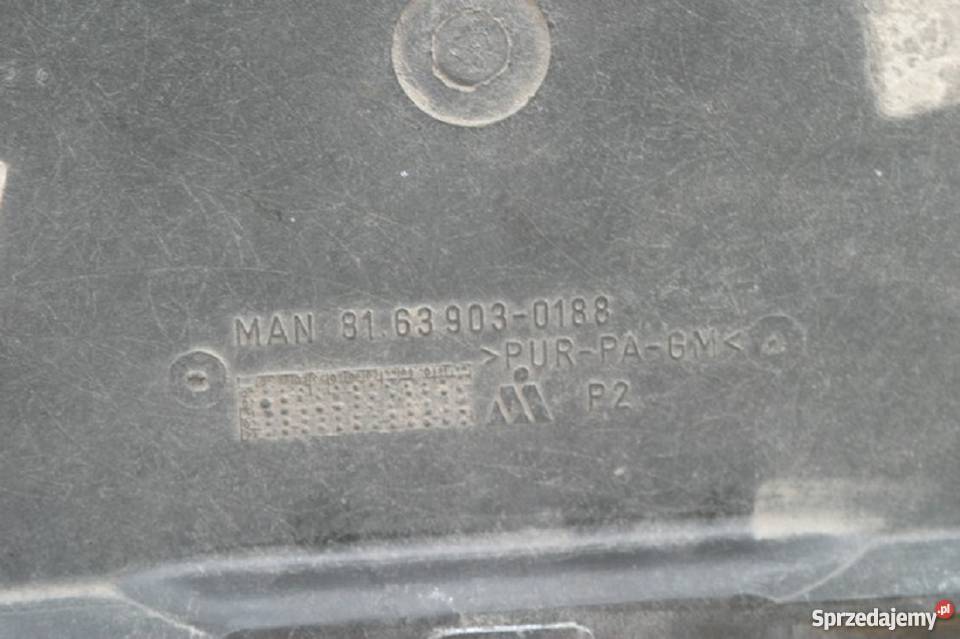 MAN 81.63903-0188
>PUR-PA-GM<
P2
Sprzedajemy.pl